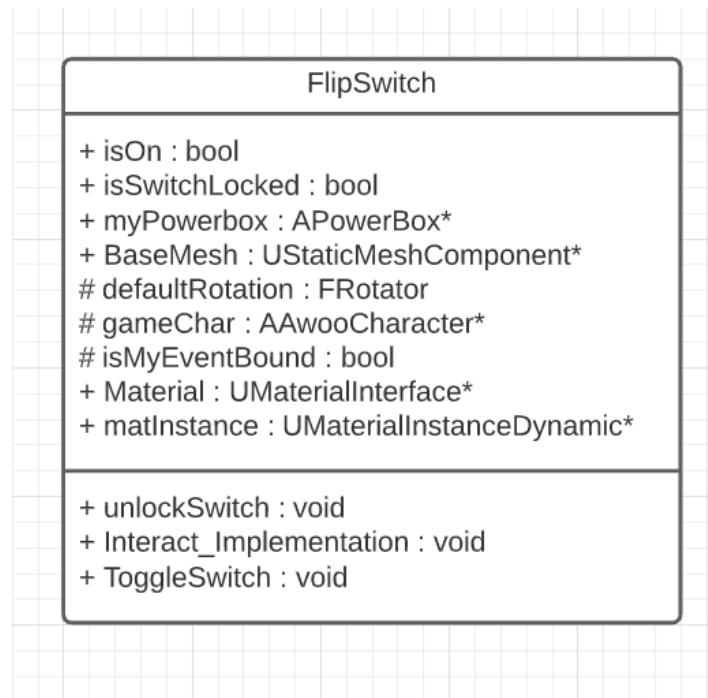 FlipSwitch
+ isOn : bool
+ isSwitchLocked : bool
+ myPowerbox : APowerBox*
+ BaseMesh : UStaticMeshComponent*
# defaultRotation : FRotator
# gameChar : AAwooCharacter*
# isMyEventBound : bool
+ Material : UMaterialInterface*
+ matInstance : UMaterialInstanceDynamic*
+ unlockSwitch : void
+ Interact_Implementation : void
+ ToggleSwitch : void